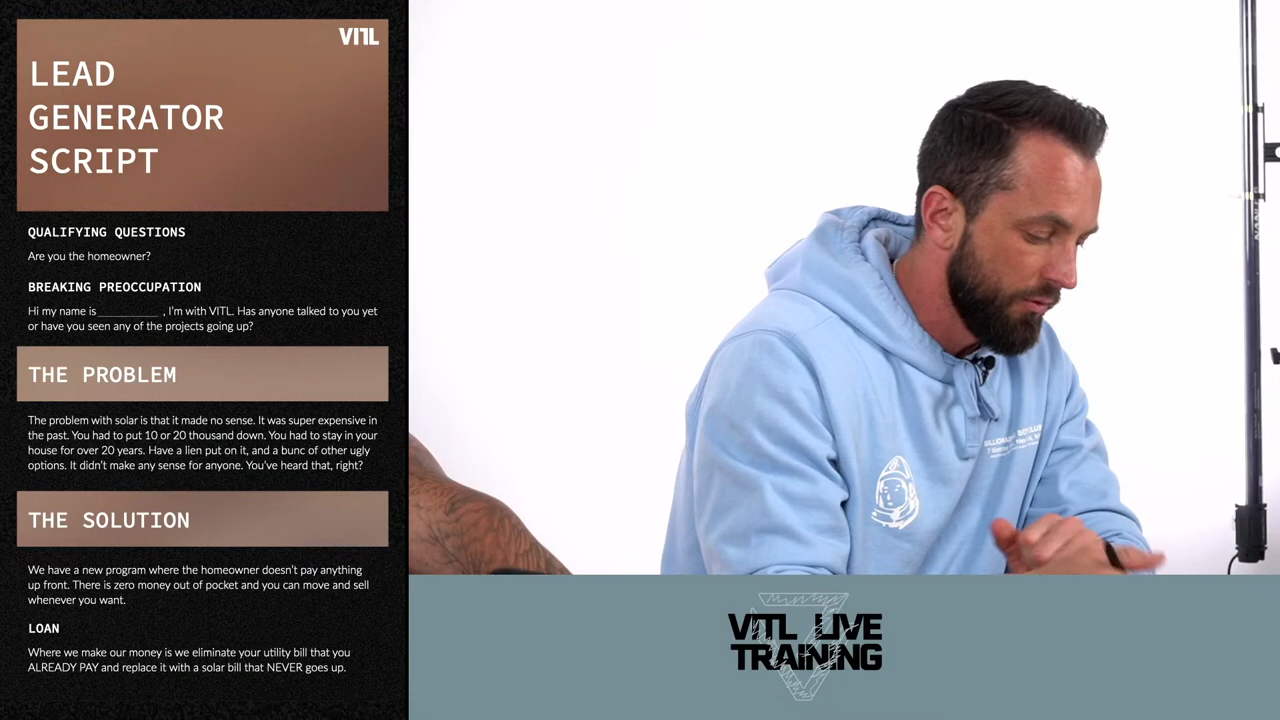 VITL
LEAD
GENERATOR
SCRIPT
QUALIFYING QUESTIONS
Are you the homeowner?
BREAKING PREOCCUPATION
Hi my name is __________ , I'm with VITL. Has anyone talked to you yet
or have you seen any of the projects going up?
THE PROBLEM
The problem with solar is that it made no sense. It was super expensive in
the past. You had to put 10 or 20 thousand down. You had to stay in your
house for over 20 years. Have a lien put on it, and a bunch of other ugly
options. It didn't make any sense for anyone. You've heard that, right?
THE SOLUTION
We have a new program where the homeowner doesn't pay anything
up front. There is zero money out of pocket and you can move and sell
whenever you want.
LOAN
Where we make our money is we eliminate your utility bill that you
ALREADY PAY and replace it with a solar bill that NEVER goes up.
VITL LIVE
TRAINING